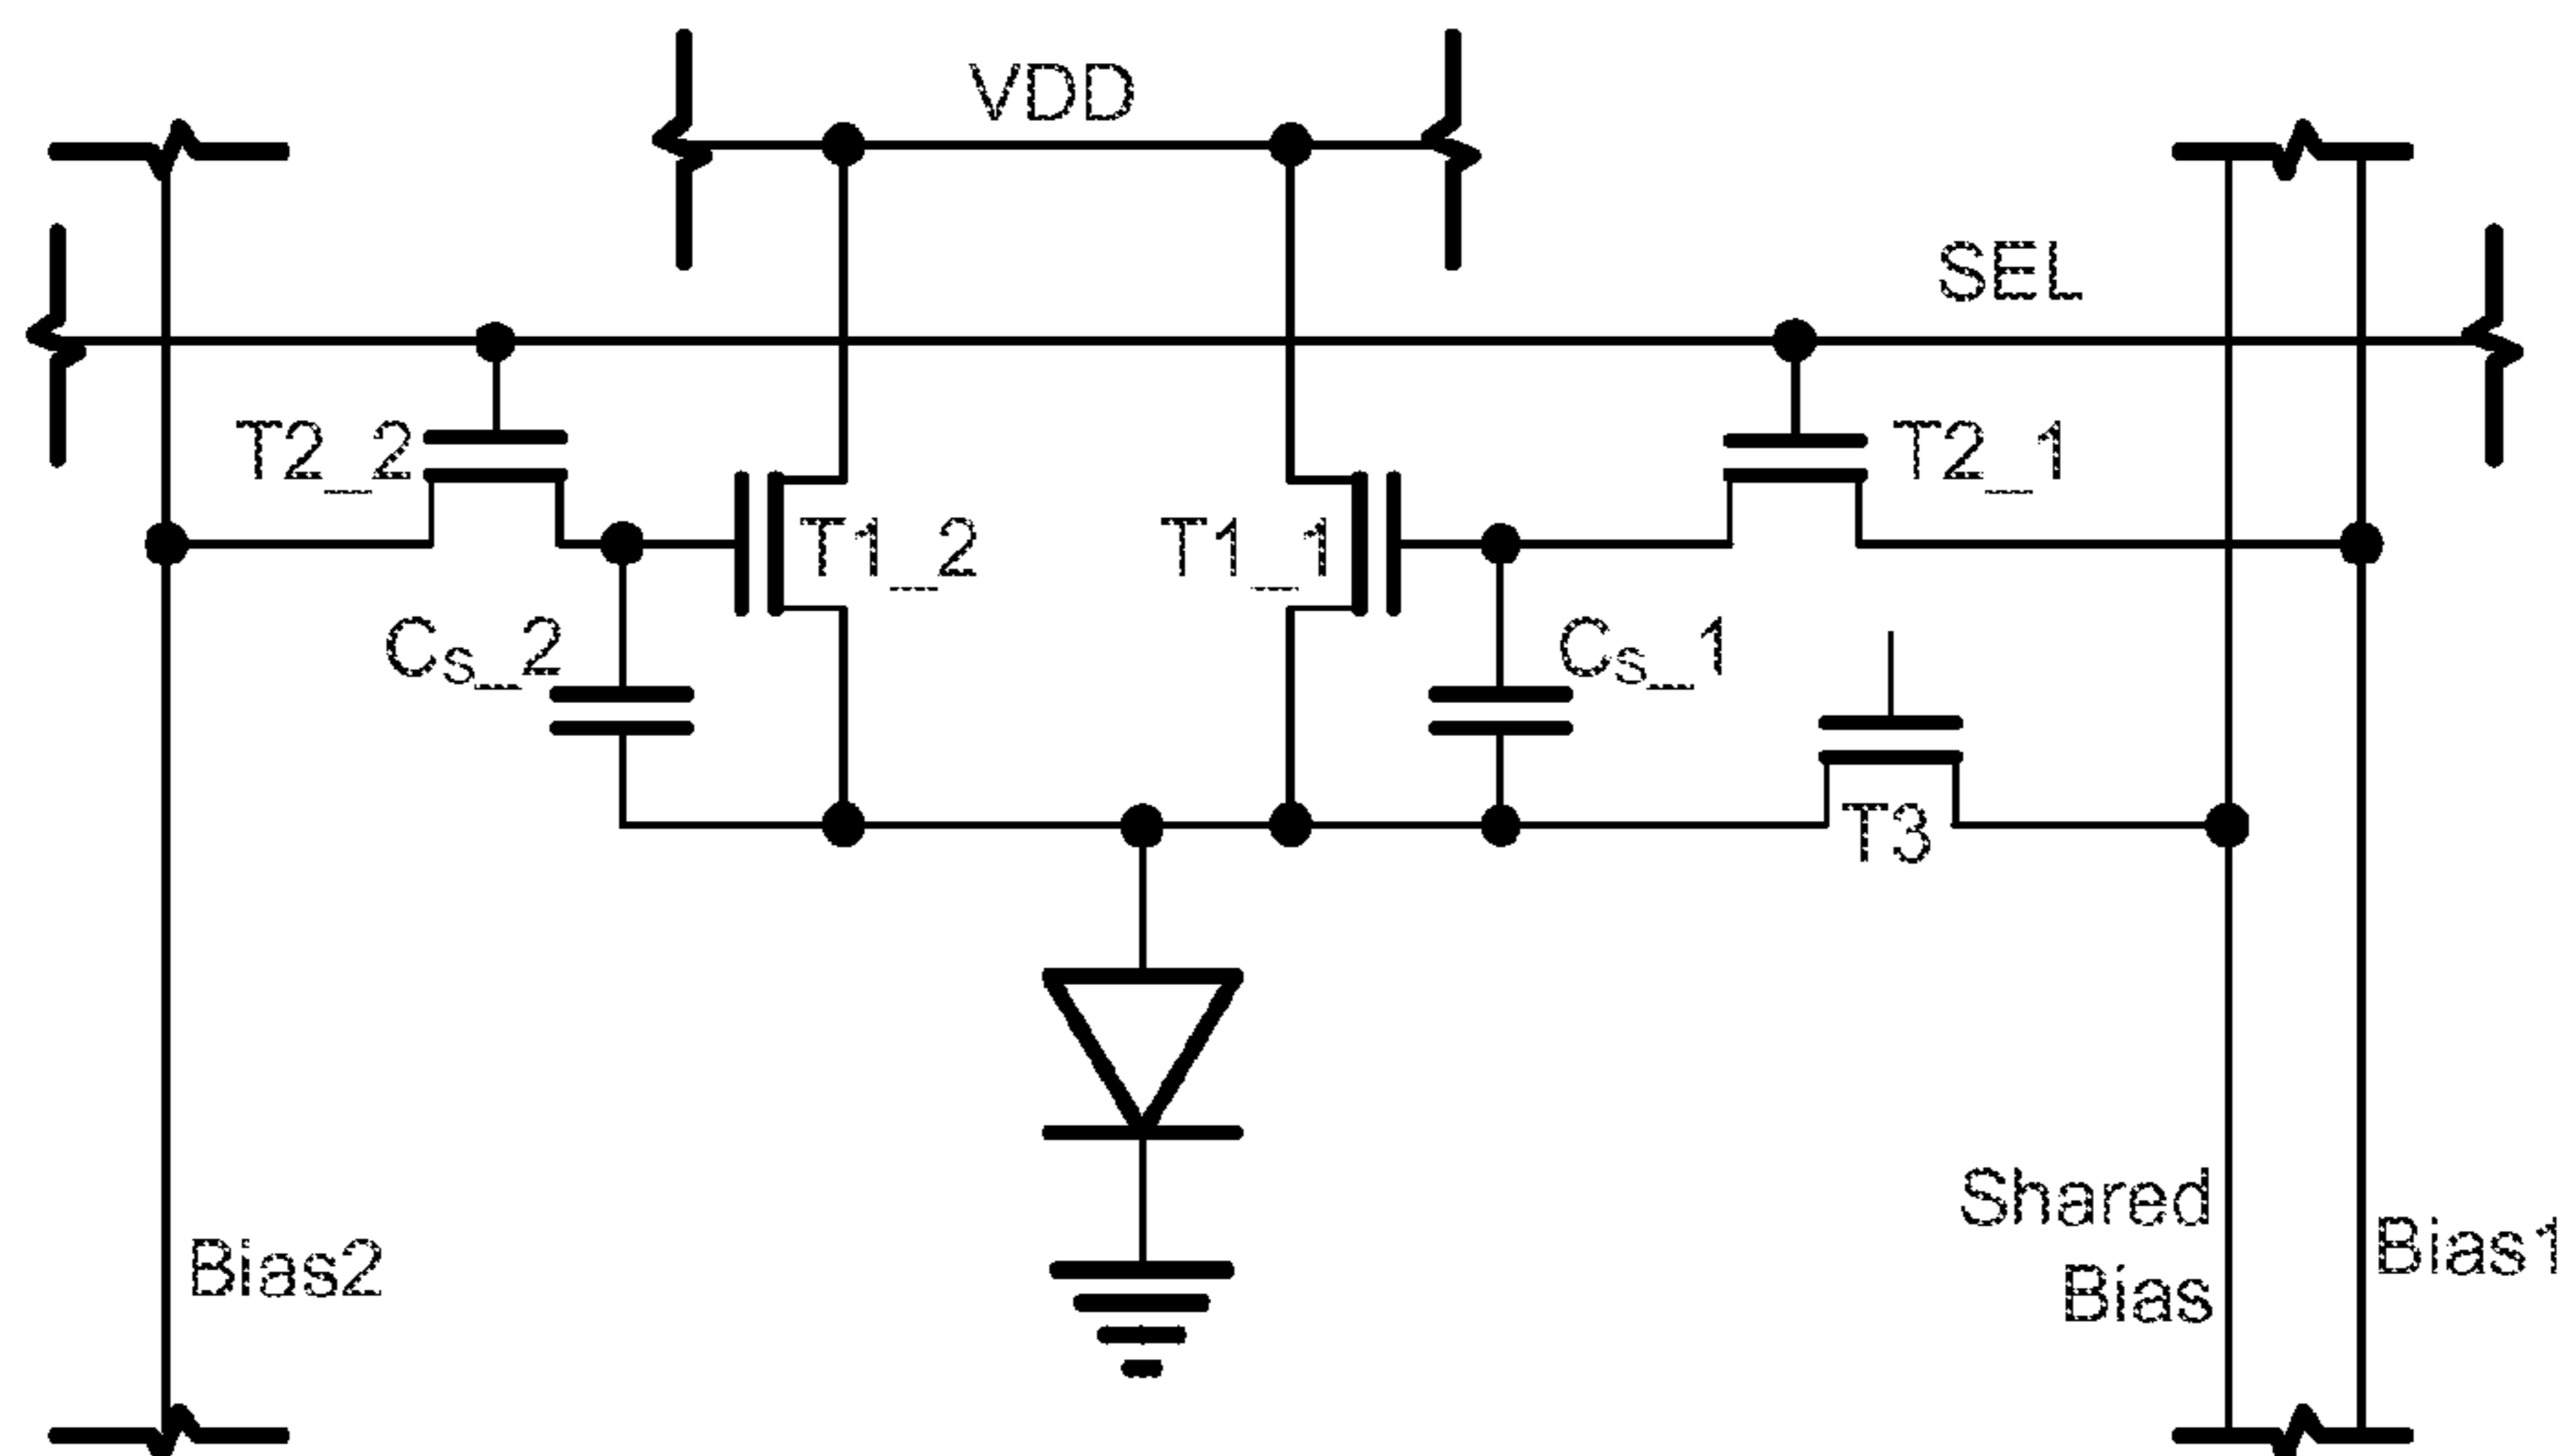 VDD
SEL
T2_2
T2_1
T1_2
T1_1
Cs_2
Cs_1
T3
Shared
Bias
Bias2
Bias1